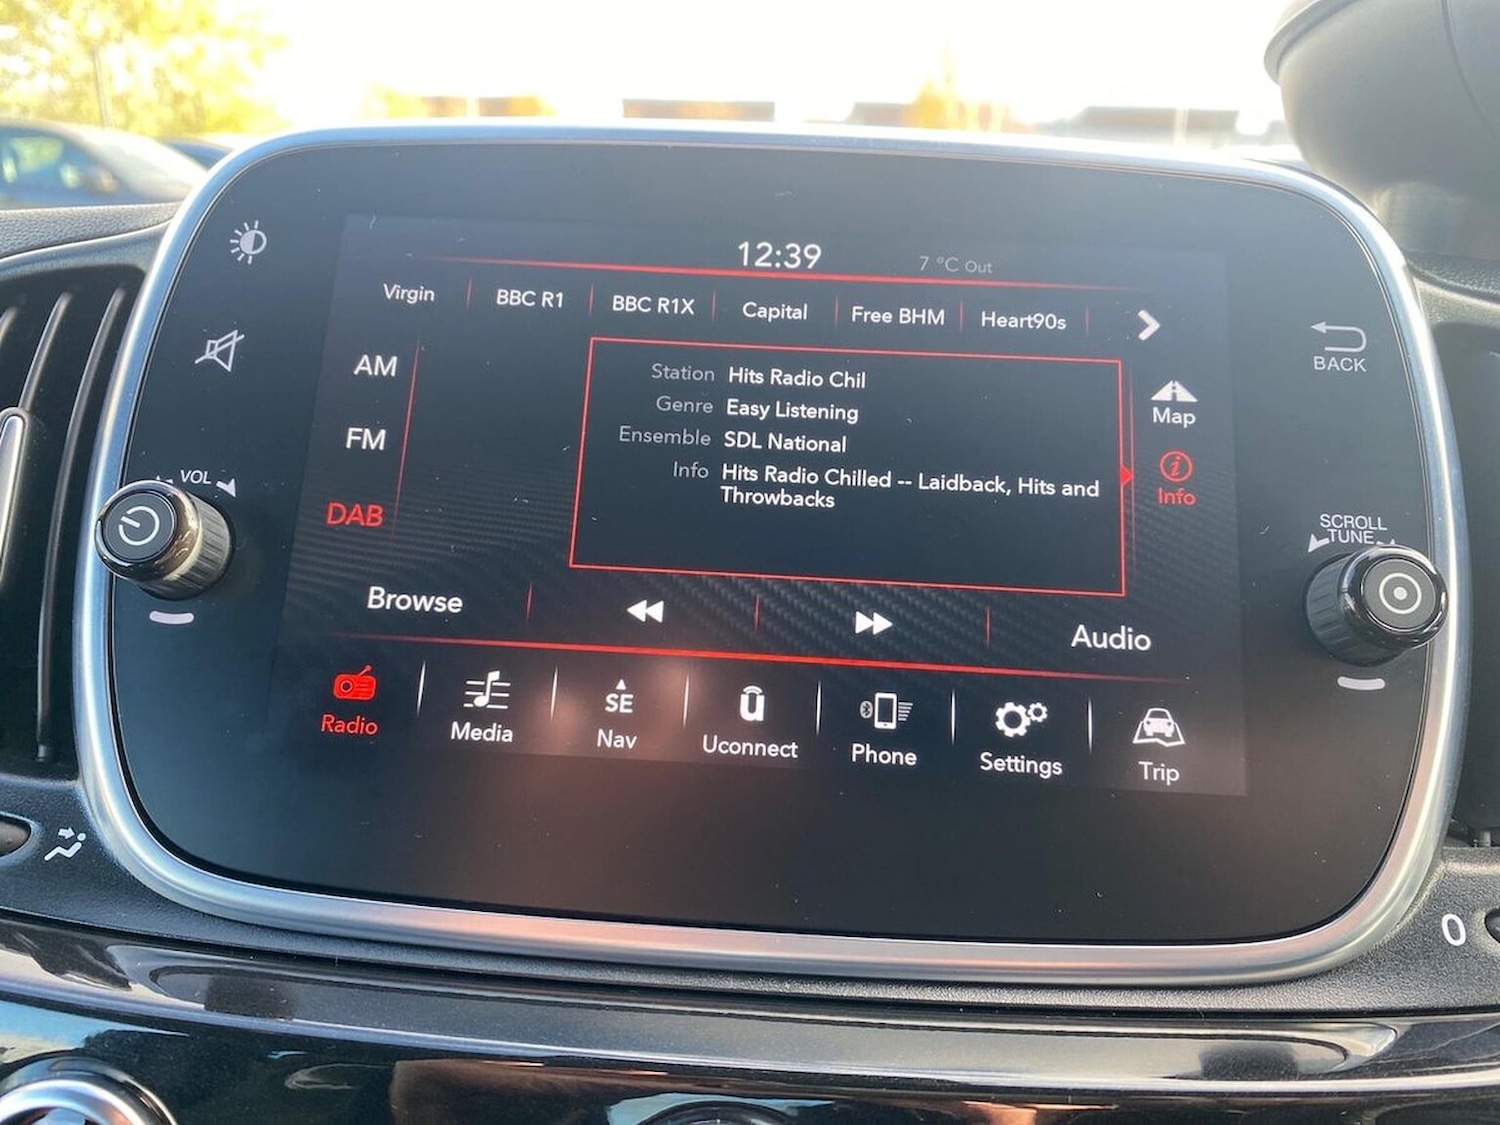 12:39
7 °C Out
Virgin
BBC R1
BBC R1X
Capital
Free BHM
Heart90s
AM
FM
DAB
Station Hits Radio Chil
Genre Easy Listening
Ensemble SDL National
Info Hits Radio Chilled -- Laidback, Hits and
Throwbacks
Map
Info
BACK
VOL
SCROLL
TUNE
Browse
Audio
Radio
Media
SE
Nav
u
Uconnect
Phone
Settings
Trip
0